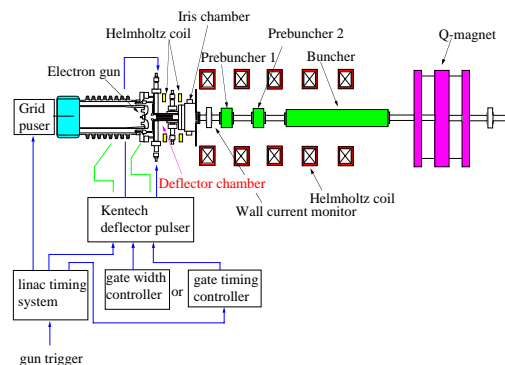 Iris chamber
Helmholtz coil
Prebuncher 2
Q-magnet
Prebuncher 1
Electron gun
Buncher
Grid
puser
Deflector chamber
Helmholtz coil
Wall current monitor
Kentech
deflector pulser
linac timing
system
gate width
controller
or
gate timing
controller
gun trigger